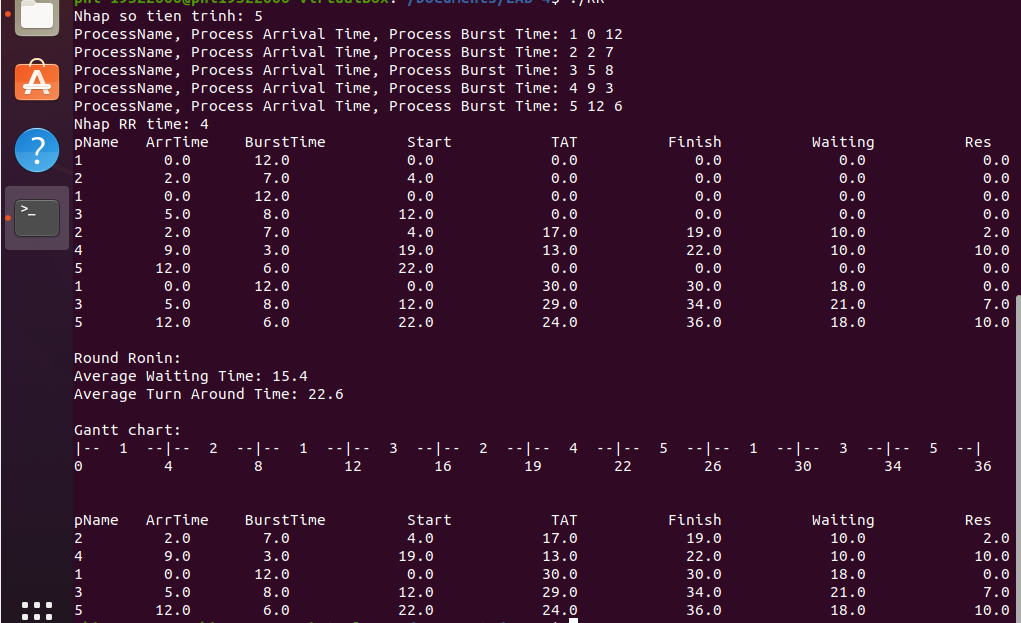 Nhap so tien trinh: 5
ProcessName, Process Arrival Time, Process Burst Time: 1 0 12
ProcessName, Process Arrival Time, Process Burst Time: 2 2 7
ProcessName, Process Arrival Time, Process Burst Time: 3 5 8
ProcessName, Process Arrival Time, Process Burst Time: 4 9 3
ProcessName, Process Arrival Time, Process Burst Time: 5 12 6
Nhap RR time: 4
pName ArrTime BurstTime Start TAT Finish Waiting Res
1 0.0 12.0 0.0 0.0 0.0 0.0 0.0
2 2.0 7.0 4.0 0.0 0.0 0.0 0.0
1 0.0 12.0 0.0 0.0 0.0 0.0 0.0
3 5.0 8.0 12.0 0.0 0.0 0.0 0.0
2 2.0 7.0 4.0 17.0 19.0 10.0 2.0
4 9.0 3.0 19.0 13.0 22.0 10.0 10.0
5 12.0 6.0 22.0 0.0 0.0 0.0 0.0
1 0.0 12.0 0.0 30.0 30.0 18.0 0.0
3 5.0 8.0 12.0 29.0 34.0 21.0 7.0
5 12.0 6.0 22.0 24.0 36.0 18.0 10.0
Round Ronin:
Average Waiting Time: 15.4
Average Turn Around Time: 22.6
Gantt chart:
|-- 1 --|-- 2 --|-- 1 --|-- 3 --|-- 2 --|-- 4 --|-- 5 --|-- 1 --|-- 3 --|-- 5 --|
0 4 8 12 16 19 22 26 30 34 36
pName ArrTime BurstTime Start TAT Finish Waiting Res
2 2.0 7.0 4.0 17.0 19.0 10.0 2.0
4 9.0 3.0 19.0 13.0 22.0 10.0 10.0
1 0.0 12.0 0.0 30.0 30.0 18.0 0.0
3 5.0 8.0 12.0 29.0 34.0 21.0 7.0
5 12.0 6.0 22.0 24.0 36.0 18.0 10.0